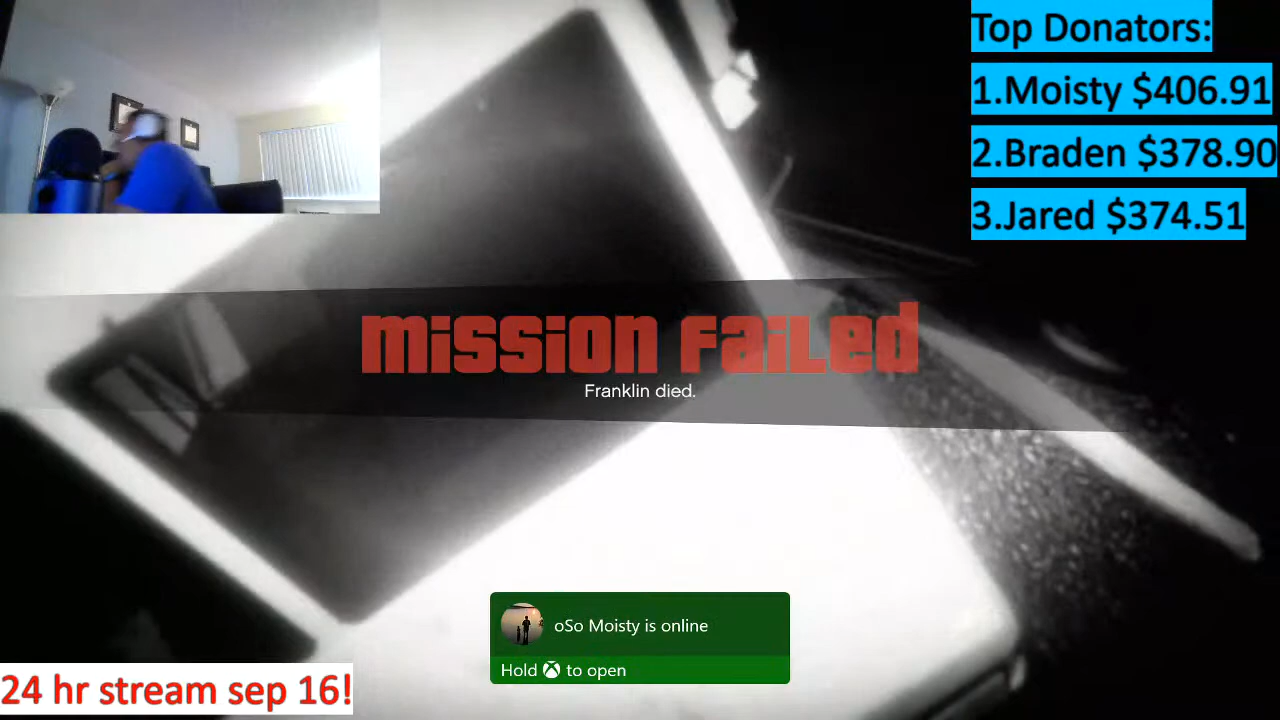 Top Donators:
1.Moisty $406.91
2.Braden $378.90
3.Jared $374.51
mission failed
Franklin died.
oSo Moisty is online
Hold to open
24 hr stream sep 16!